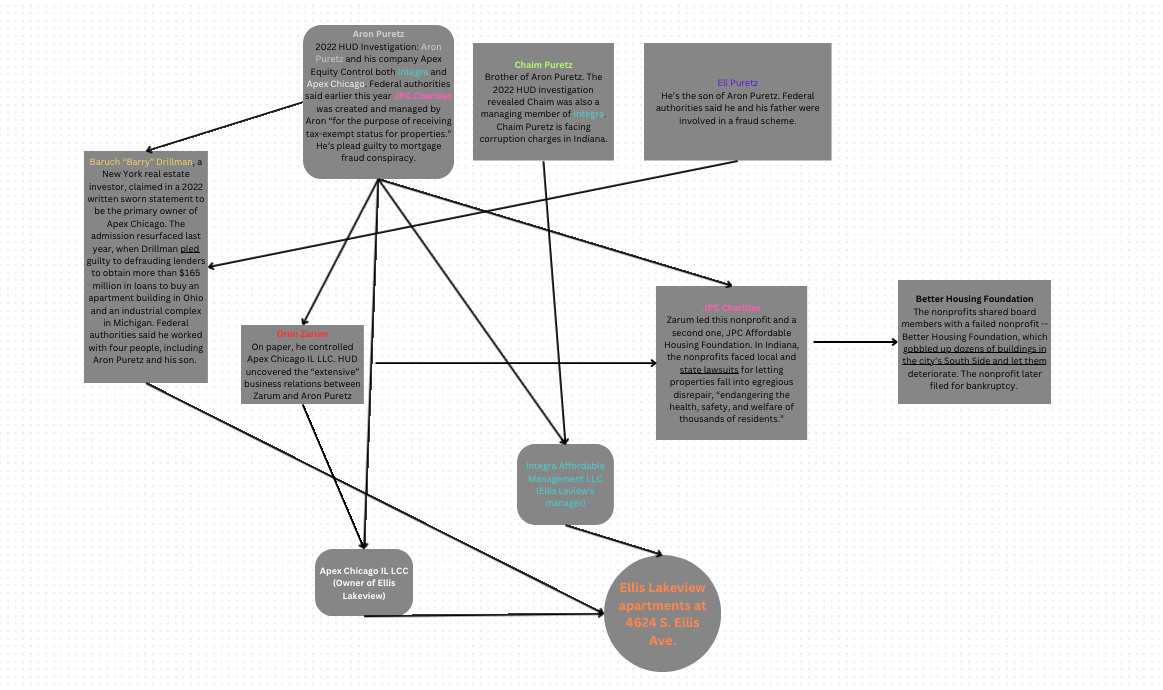 Aron Puretz
2022 HUD Investigation: Aron
Puretz and his company Apex
Equity Control both Integra and
Apex Chicago. Federal authorities
said earlier this year JPC Charities
was created and managed by
Aron “for the purpose of receiving
tax-exempt status for properties.”
He's plead guilty to mortgage
fraud conspiracy.
Chaim Puretz
Brother of Aron Puretz. The
2022 HUD investigation
revealed Chaim was also a
managing member of Integra.
Chaim Puretz is facing
corruption charges in Indiana.
Eli Puretz
He's the son of Aron Puretz. Federal
authorities said he and his father were
involved in a fraud scheme.
Baruch “Barry” Drillman, a
New York real estate
investor, claimed in a 2022
written sworn statement to
be the primary owner of
Apex Chicago. The
admission resurfaced last
year, when Drillman pled
guilty to defrauding lenders
to obtain more than $165
million in loans to buy an
apartment building in Ohio
and an industrial complex
in Michigan. Federal
authorities said he worked
with four people, including
Aron Puretz and his son.
Oron Zarum
On paper, he controlled
Apex Chicago IL LLC. HUD
uncovered the “extensive”
business relations between
Zarum and Aron Puretz
JPC Charities
Zarum led this nonprofit and a
second one, JPC Affordable
Housing Foundation. In Indiana,
the nonprofits faced local and
state lawsuits for letting
properties fall into egregious
disrepair, “endangering the
health, safety, and welfare of
thousands of residents.”
Better Housing Foundation
The nonprofits shared board
members with a failed nonprofit --
Better Housing Foundation, which
gobbled up dozens of buildings in
the city's South Side and let them
deteriorate. The nonprofit later
filed for bankruptcy.
Integra Affordable
Management LLC
(Ellis Laview's
manager)
Apex Chicago IL LCC
(Owner of Ellis
Lakeview)
Ellis Lakeview
apartments at
4624 S. Ellis
Ave.